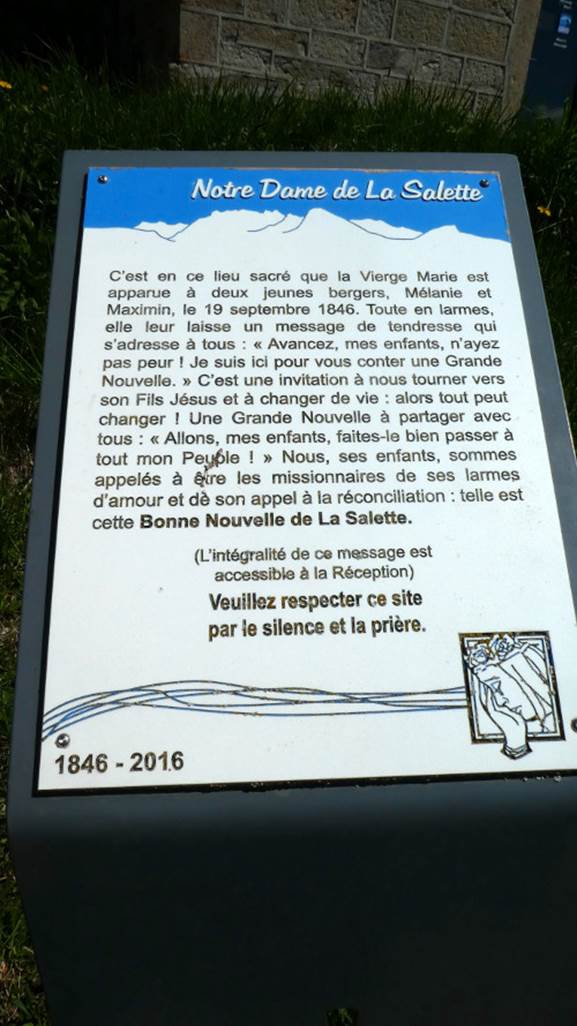 Notre Dame de La Salette
C'est en ce lieu sacré que la Vierge Marie est
apparue à deux jeunes bergers, Mélanie et
Maximin, le 19 septembre 1846. Toute en larmes,
elle leur laisse un message de tendresse qui
s'adresse à tous : « Avancez, mes enfants, n'ayez
pas peur ! Je suis ici pour vous conter une Grande
Nouvelle. » C'est une invitation à nous tourner vers
son Fils Jésus et à changer de vie : alors tout peut
changer ! Une Grande Nouvelle à partager avec
tous : « Allons, mes enfants, faites-le bien passer à
tout mon Peuple ! » Nous, ses enfants, sommes
appelés à être les missionnaires de ses larmes
d'amour et de son appel à la réconciliation : telle est
cette Bonne Nouvelle de La Salette.
(L'intégralité de ce message est
accessible à la Réception)
Veuillez respecter ce site
par le silence et la prière.
1846 - 2016